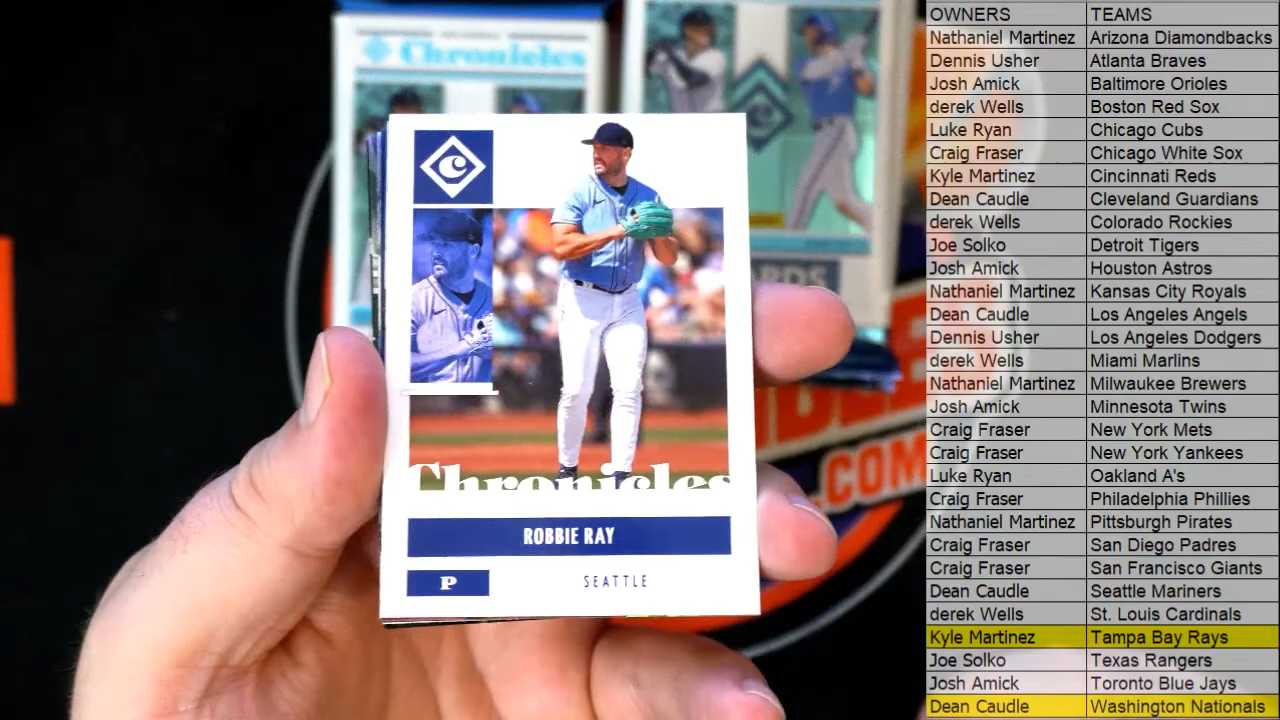 Chronicles
C
C
ARDS
.COM
Chronicles
ROBBIE RAY
P
SEATTLE
OWNERS TEAMS
Nathaniel Martinez Arizona Diamondbacks
Dennis Usher Atlanta Braves
Josh Amick Baltimore Orioles
derek Wells Boston Red Sox
Luke Ryan Chicago Cubs
Craig Fraser Chicago White Sox
Kyle Martinez Cincinnati Reds
Dean Caudle Cleveland Guardians
derek Wells Colorado Rockies
Joe Solko Detroit Tigers
Josh Amick Houston Astros
Nathaniel Martinez Kansas City Royals
Dean Caudle Los Angeles Angels
Dennis Usher Los Angeles Dodgers
derek Wells Miami Marlins
Nathaniel Martinez Milwaukee Brewers
Josh Amick Minnesota Twins
Craig Fraser New York Mets
Craig Fraser New York Yankees
Luke Ryan Oakland A's
Craig Fraser Philadelphia Phillies
Nathaniel Martinez Pittsburgh Pirates
Craig Fraser San Diego Padres
Craig Fraser San Francisco Giants
Dean Caudle Seattle Mariners
derek Wells St. Louis Cardinals
Kyle Martinez Tampa Bay Rays
Joe Solko Texas Rangers
Josh Amick Toronto Blue Jays
Dean Caudle Washington Nationals